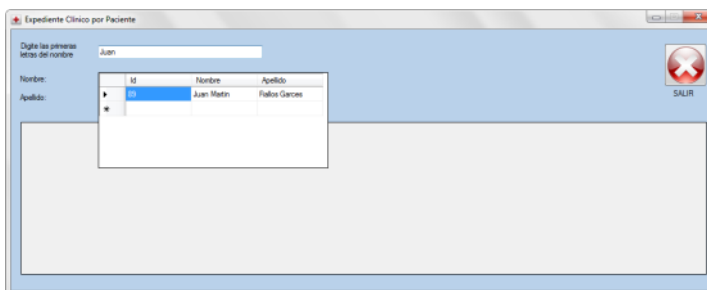 Expediente Clínico por Paciente
Digite las primeras
letras del nombre
Juan
Nombre:
Apellido:
Id Nombre Apellido
Juan Martin Fiallos Garces
SALIR